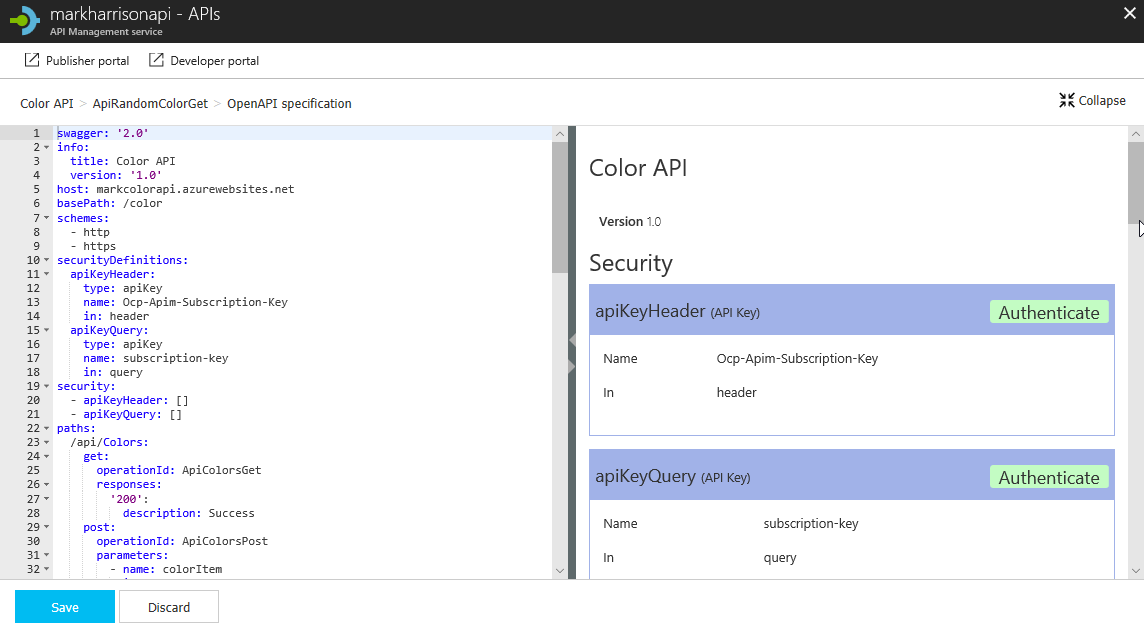 markharrisonapi - APIs
API Management service
Publisher portal
Developer portal
Color API > ApiRandomColorGet > OpenAPI specification
Collapse
1 swagger: '2.0'
2 info:
3 title: Color API
4 version: '1.0'
5 host: markcolorapi.azurewebsites.net
6 basePath: /color
7 schemes:
8 - http
9 - https
10 securityDefinitions:
11 apiKeyHeader:
12 type: apiKey
13 name: Ocp-Apim-Subscription-Key
14 in: header
15 apiKeyQuery:
16 type: apiKey
17 name: subscription-key
18 in: query
19 security:
20 - apiKeyHeader: []
21 - apiKeyQuery: []
22 paths:
23 /api/Colors:
24 get:
25 operationId: ApiColorsGet
26 responses:
27 '200':
28 description: Success
29 post:
30 operationId: ApiColorsPost
31 parameters:
32 - name: colorItem
Color API
Version 1.0
Security
apiKeyHeader (API Key)
Authenticate
Name Ocp-Apim-Subscription-Key
In header
apiKeyQuery (API Key)
Authenticate
Name subscription-key
In query
Save
Discard